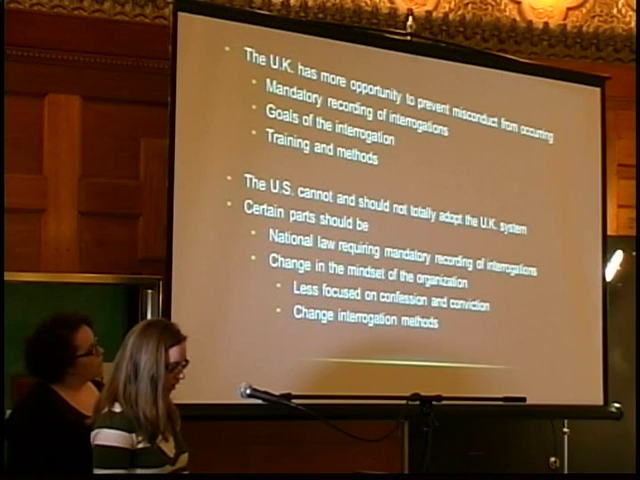 The U.K. has more opportunity to prevent misconduct from occurring
Mandatory recording of interrogations
Goals of the interrogation
Training and methods
The U.S. cannot and should not totally adopt the U.K. system
Certain parts should be
National law requiring mandatory recording of interrogations
Change in the mindset of the organization
Less focused on confession and conviction
Change interrogation methods